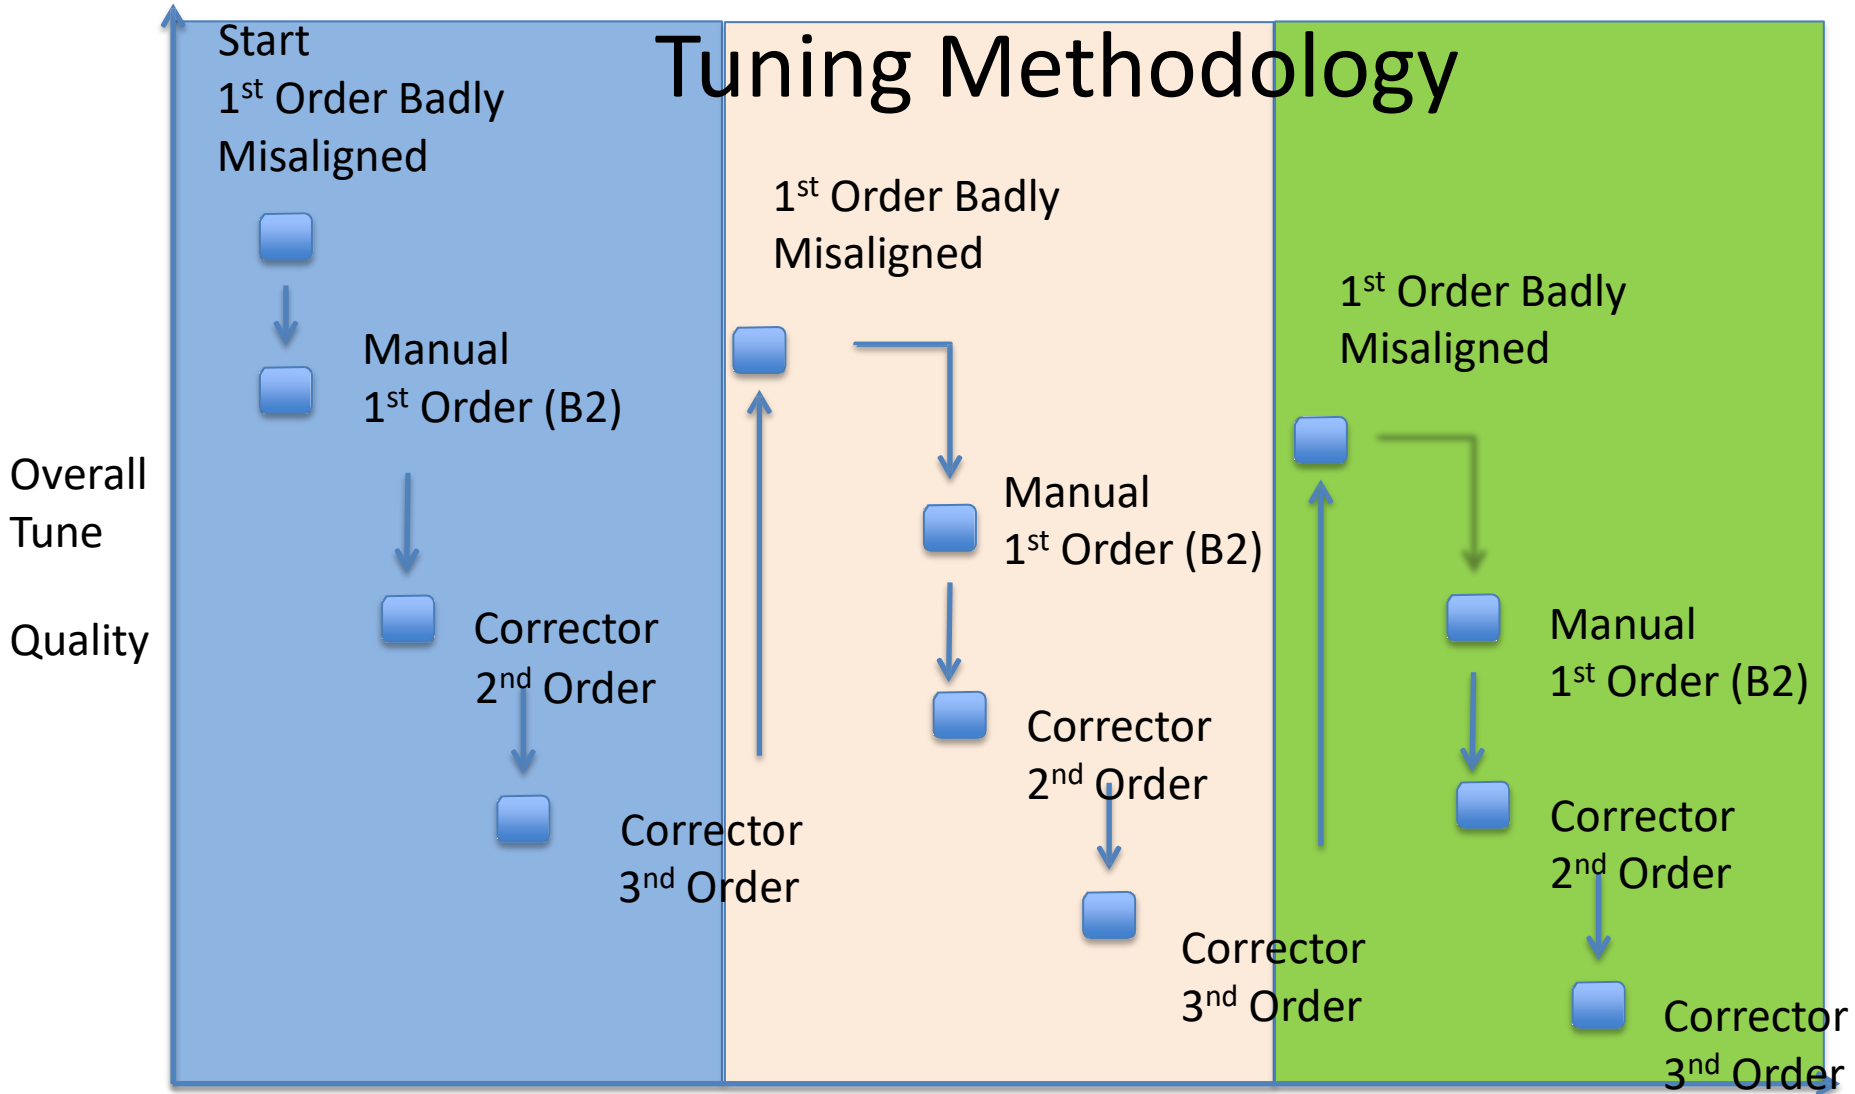 Tuning Methodology
Start
1st Order Badly
Misaligned
Manual
1st Order (B2)
Corrector
2nd Order
Corrector
3nd Order
1st Order Badly
Misaligned
Manual
1st Order (B2)
Corrector
2nd Order
Corrector
3nd Order
1st Order Badly
Misaligned
Manual
1st Order (B2)
Corrector
2nd Order
Corrector
3nd Order
Overall
Tune
Quality